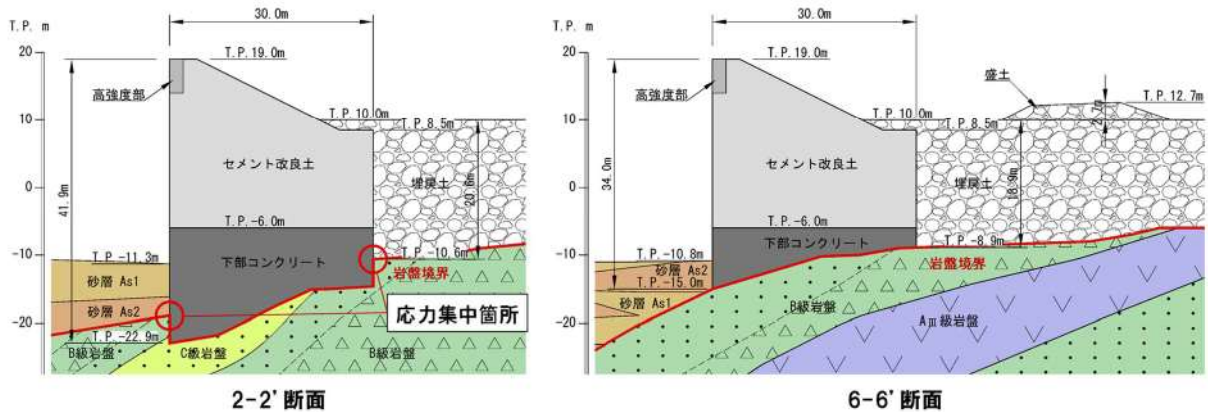 T.P. m
20
10
0
-10
-20
30.0m
T.P.19.0m
高強度部
41.9m
T.P.10.0m
T.P.8.5m
セメント改良土
埋戻土
20.6m
T.P.-6.0m
下部コンクリート
T.P.-10.6m
岩盤境界
T.P.-11.3m
砂層 As1
砂層 As2
応力集中箇所
T.P.-22.9m
B級岩盤
C級岩盤
B級岩盤
2-2'断面
T.P. m
20
10
0
-10
-20
30.0m
T.P.19.0m
高強度部
34.0m
盛土
T.P.12.7m
2.7m
T.P.10.0m
T.P.8.5m
セメント改良土
埋戻土
18.9m
T.P.-6.0m
下部コンクリート
T.P.-8.9m
岩盤境界
T.P.-10.8m
砂層 As2
T.P.-15.0m
砂層 As1
B級岩盤
AⅢ級岩盤
6-6'断面